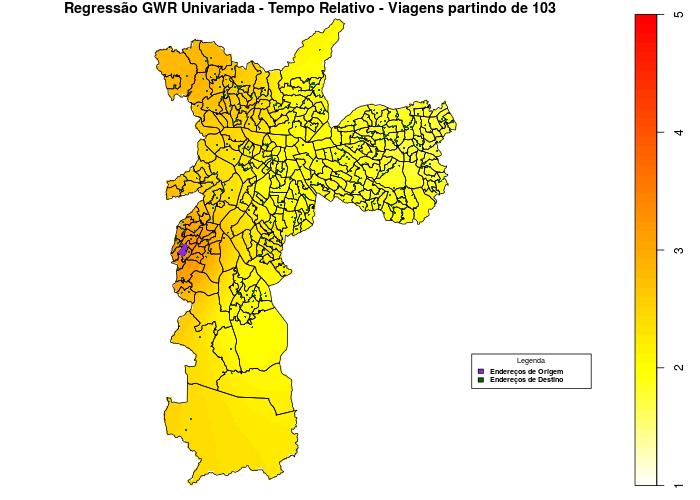 Regressão GWR Univariada - Tempo Relativo - Viagens partindo de 103
5
4
3
2
1
Legenda
Endereços de Origem
Endereços de Destino